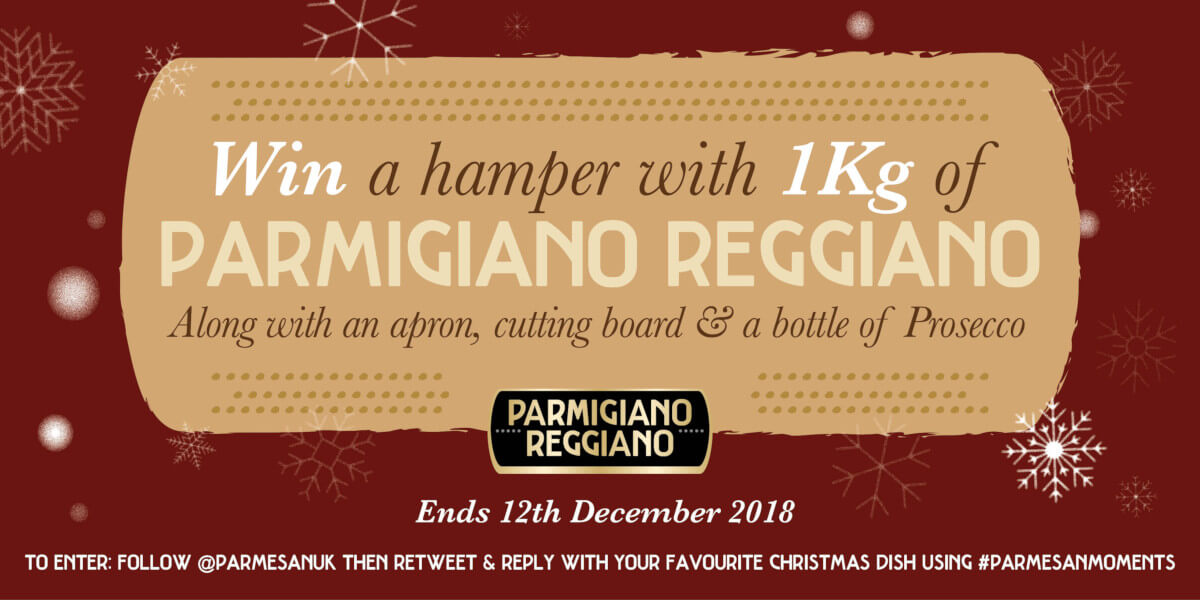 Win a hamper with 1Kg of
PARMIGIANO REGGIANO
Along with an apron, cutting board & a bottle of Prosecco
PARMIGIANO
REGGIANO
Ends 12th December 2018
TO ENTER: FOLLOW @PARMESANUK THEN RETWEET & REPLY WITH YOUR FAVOURITE CHRISTMAS DISH USING #PARMESANMOMENTS